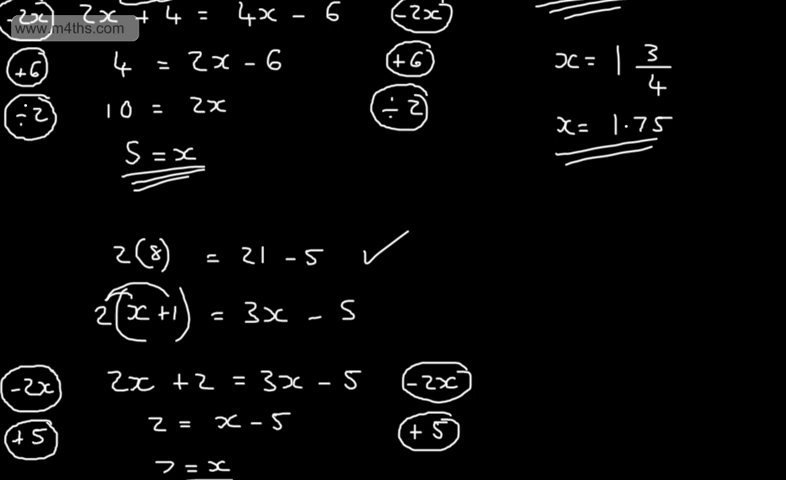 -2x 2x + 4 = 4x - 6 -2x
www.m4ths.com
+6 4 = 2x - 6 +6
÷2 10 = 2x ÷2
5 = x
x = 1 3/4
x = 1.75
2(8) = 21 - 5 ✓
2(x+1) = 3x - 5
-2x 2x + 2 = 3x - 5 -2x
+5 2 = x - 5 +5
7 = x